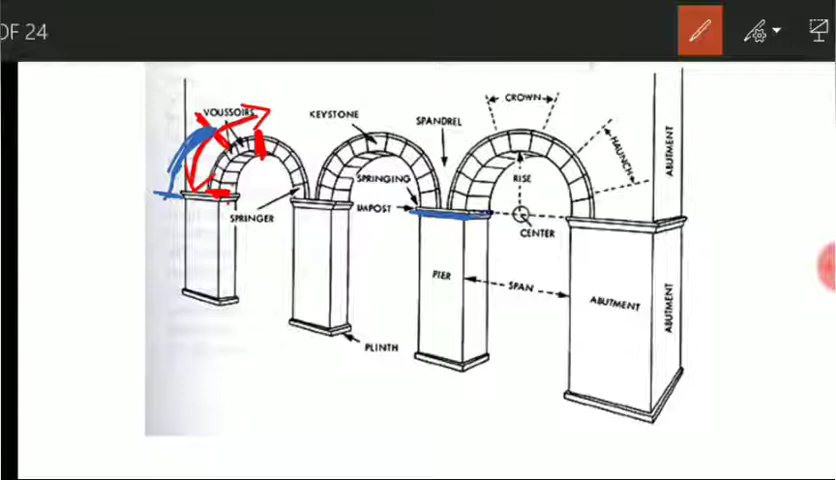 OF 24
CROWN
VOUSSOIRS
KEYSTONE
SPANDREL
HAUNCH
ABUTMENT
SPRINGING
RISE
IMPOST
SPRINGER
CENTER
PIER
SPAN
ABUTMENT
ABUTMENT
PLINTH